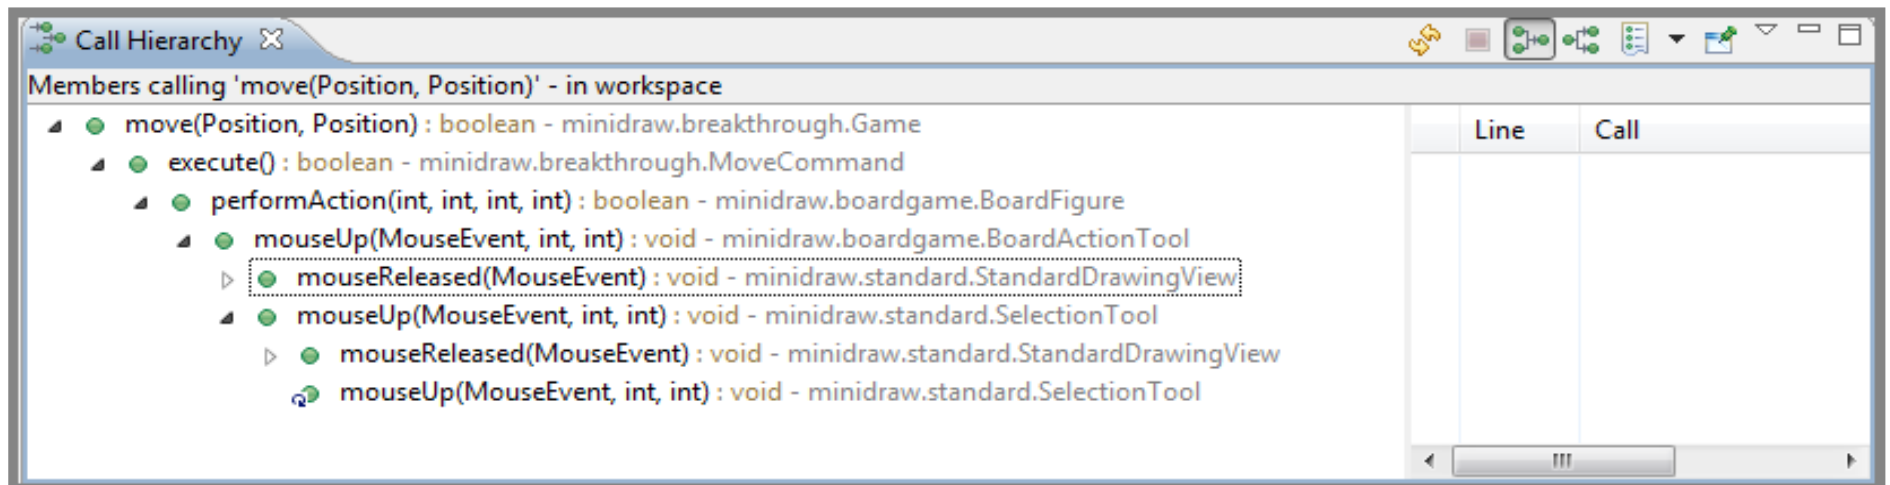 Call Hierarchy
Members calling 'move(Position, Position)' - in workspace
move(Position, Position) : boolean - minidraw.breakthrough.Game
Line Call
execute() : boolean - minidraw.breakthrough.MoveCommand
performAction(int, int, int, int) : boolean - minidraw.boardgame.BoardFigure
mouseUp(MouseEvent, int, int) : void - minidraw.boardgame.BoardActionTool
mouseReleased(MouseEvent) : void - minidraw.standard.StandardDrawingView
mouseUp(MouseEvent, int, int) : void - minidraw.standard.SelectionTool
mouseReleased(MouseEvent) : void - minidraw.standard.StandardDrawingView
mouseUp(MouseEvent, int, int) : void - minidraw.standard.SelectionTool